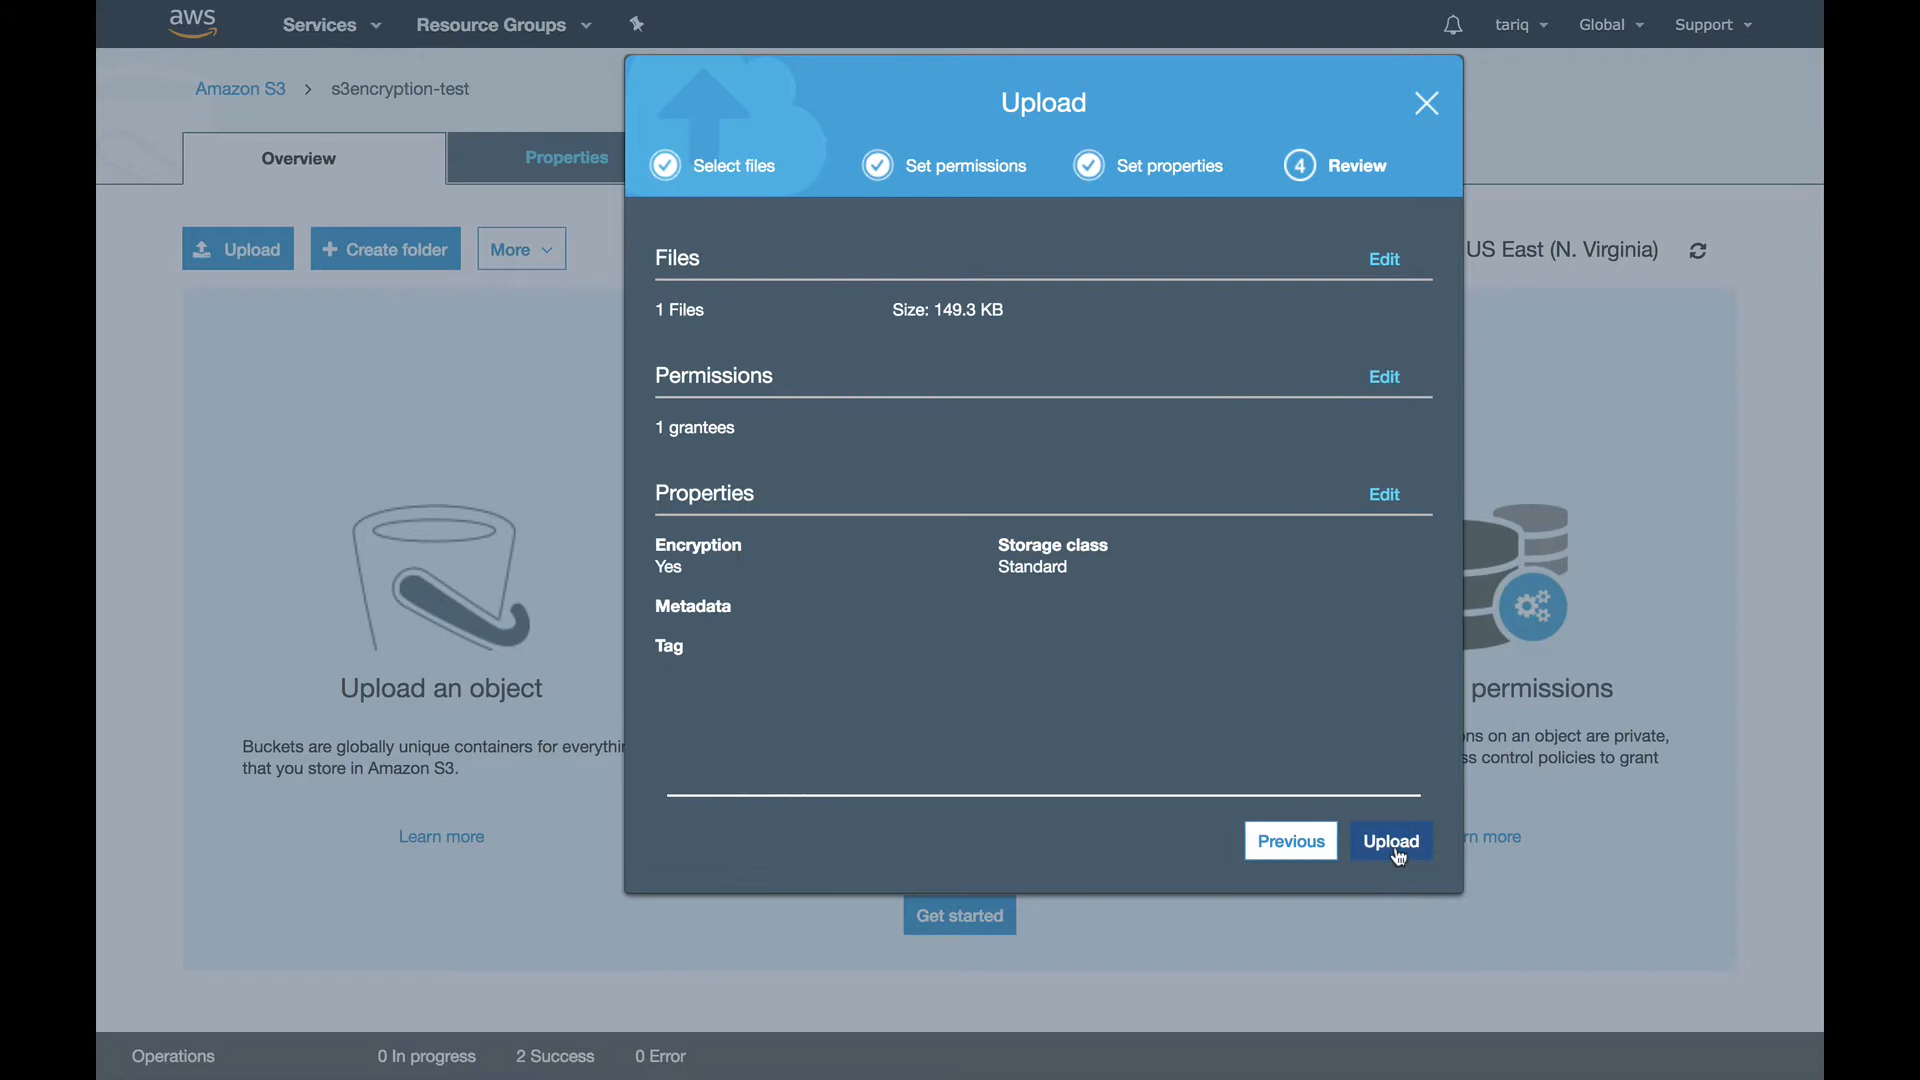 aws
Services
Resource Groups
tariq
Global
Support
Amazon S3 > s3encryption-test
Overview
Properties
Upload
Create folder
More
US East (N. Virginia)
Upload
Select files
Set permissions
Set properties
4 Review
Files
Edit
1 Files
Size: 149.3 KB
Permissions
Edit
1 grantees
Properties
Edit
Encryption
Yes
Storage class
Standard
Metadata
Tag
Previous
Upload
Upload an object
Buckets are globally unique containers for everythi
that you store in Amazon S3.
Learn more
permissions
ns on an object are private,
ss control policies to grant
rn more
Get started
Operations
0 In progress
2 Success
0 Error